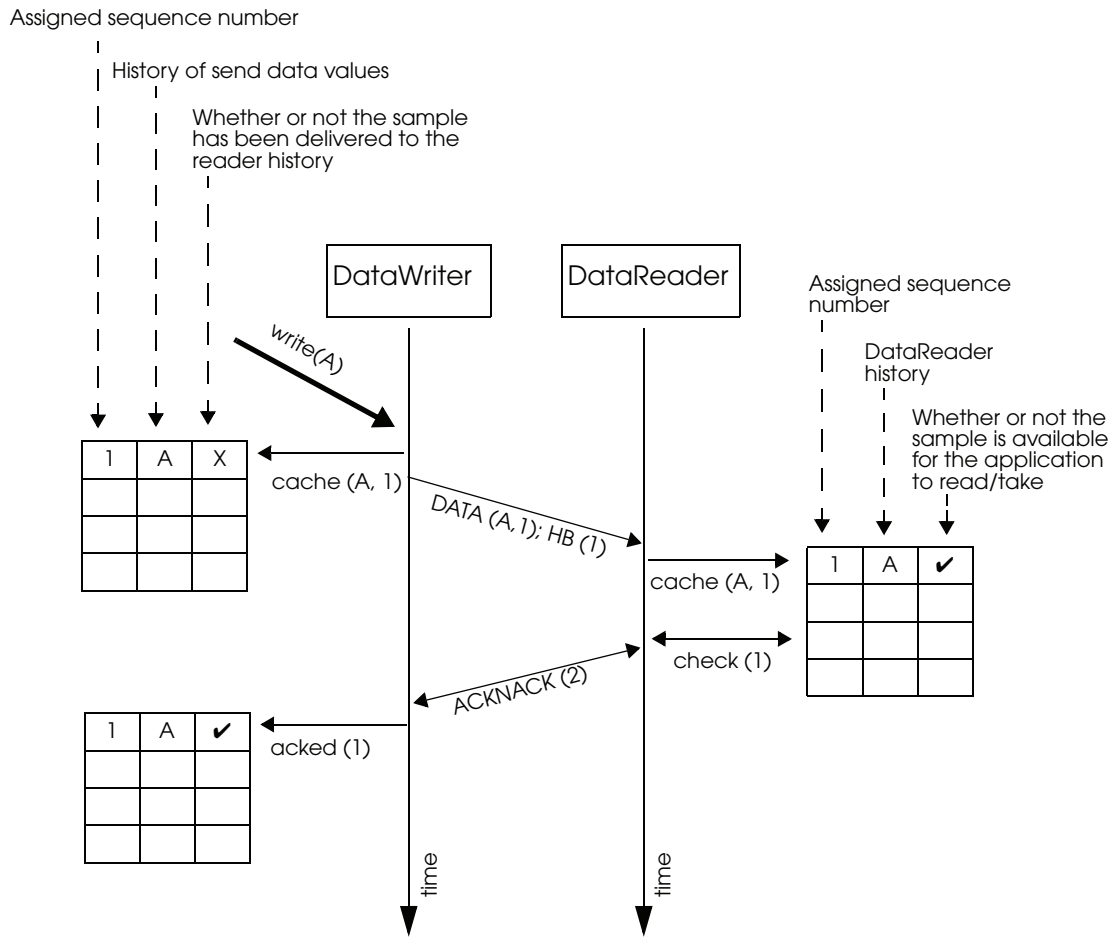 Assigned sequence number
History of send data values
Whether or not the sample
has been delivered to the
reader history
DataWriter
DataReader
Assigned sequence
number
DataReader
history
Whether or not the
sample is available
for the application
to read/take
write(A)
1 A X
cache (A, 1)
DATA (A,1); HB (1)
cache (A, 1)
1 A ✔
check (1)
ACKNACK (2)
1 A ✔
acked (1)
time
time